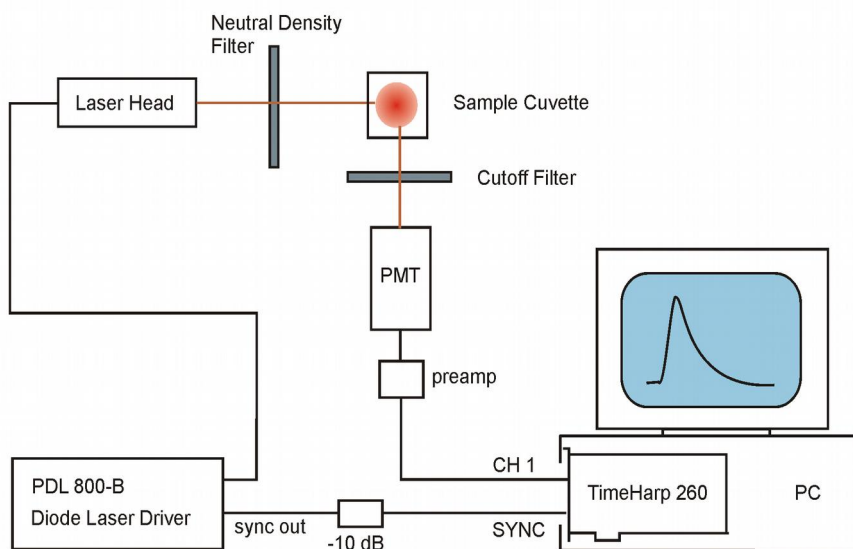 Neutral Density
Filter
Laser Head
Sample Cuvette
Cutoff Filter
PMT
preamp
CH 1
PDL 800-B
Diode Laser Driver
sync out
-10 dB
SYNC
TimeHarp 260
PC